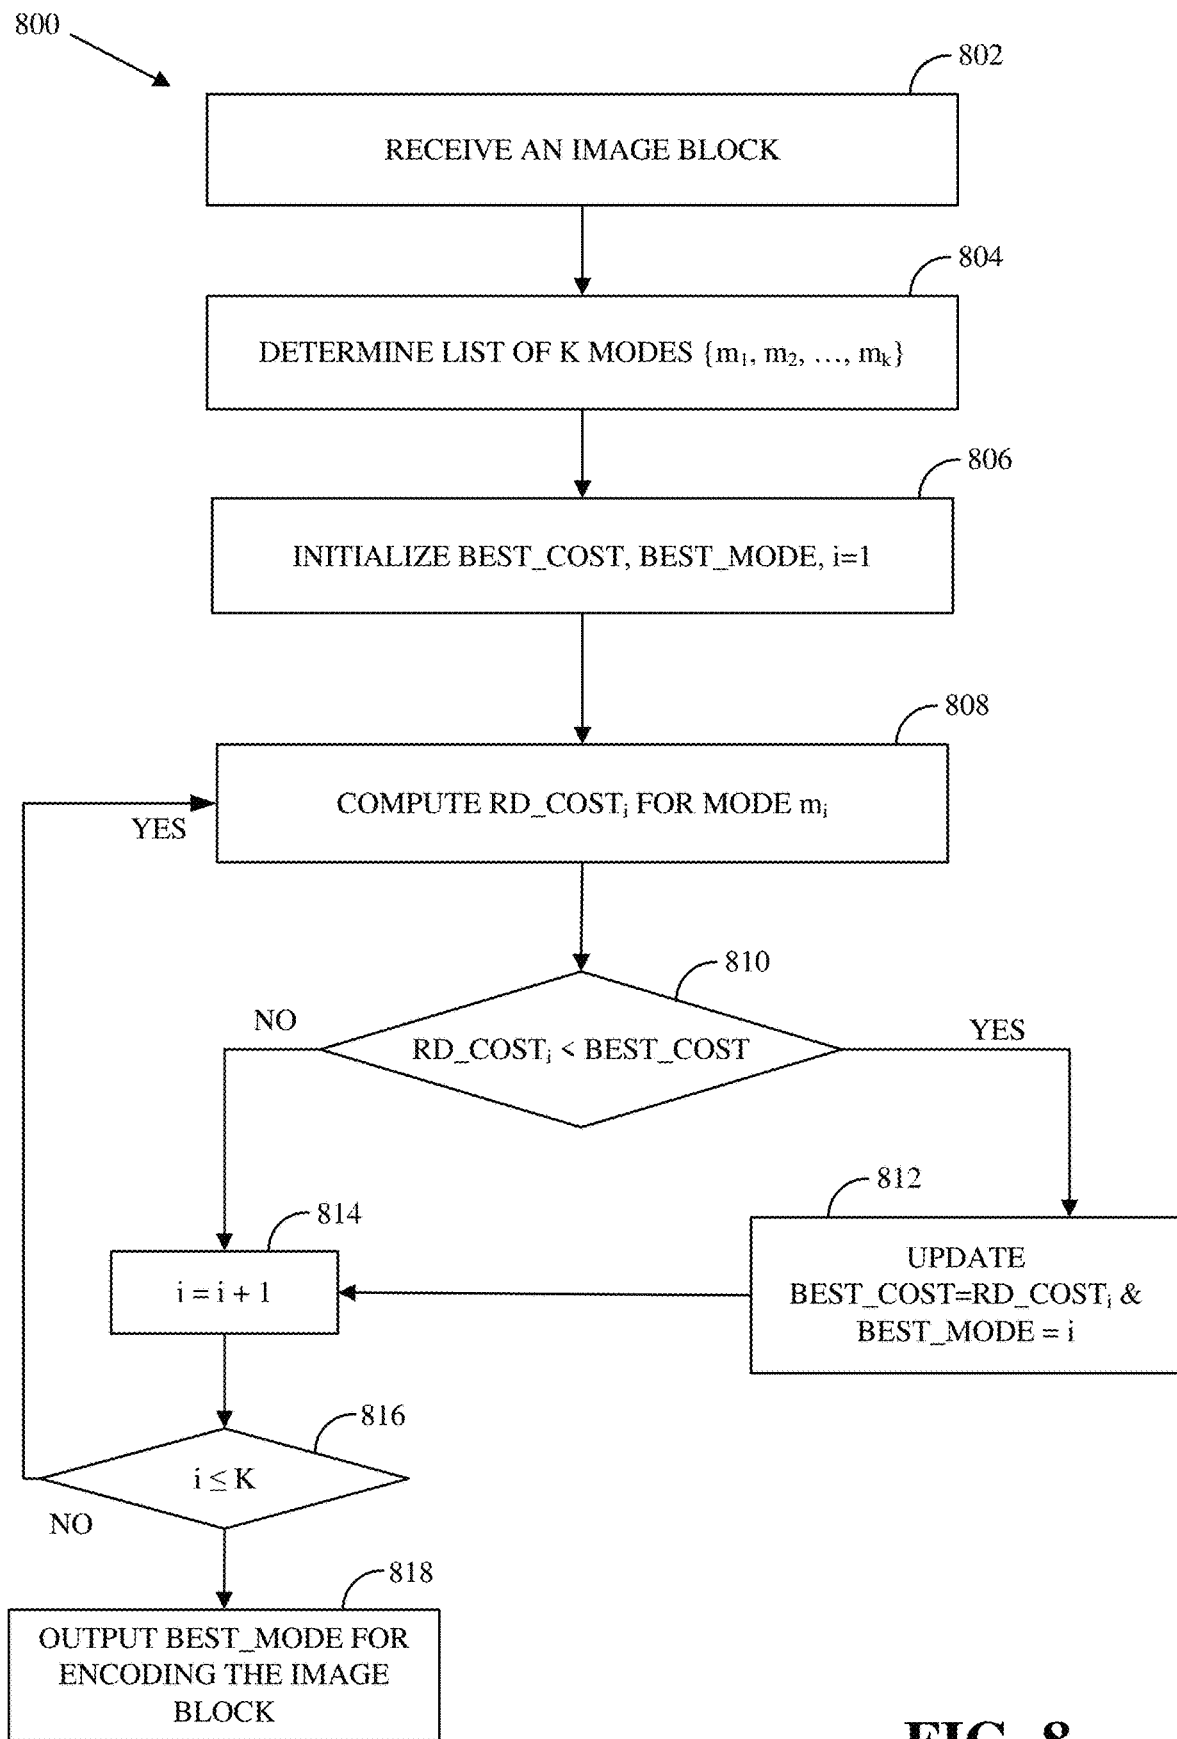 800
802
RECEIVE AN IMAGE BLOCK
804
DETERMINE LIST OF K MODES {m₁, m₂, …, mₖ}
806
INITIALIZE BEST_COST, BEST_MODE, i=1
808
COMPUTE RD_COSTᵢ FOR MODE mᵢ
YES
810
NO
RD_COSTᵢ < BEST_COST
YES
812
UPDATE
BEST_COST=RD_COSTᵢ &
BEST_MODE = i
814
i = i + 1
816
i ≤ K
NO
818
OUTPUT BEST_MODE FOR
ENCODING THE IMAGE
BLOCK
FIG. 8